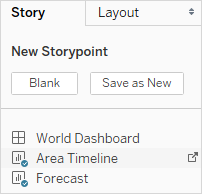 Story Layout
New Storypoint
Blank Save as New
World Dashboard
Area Timeline
Forecast